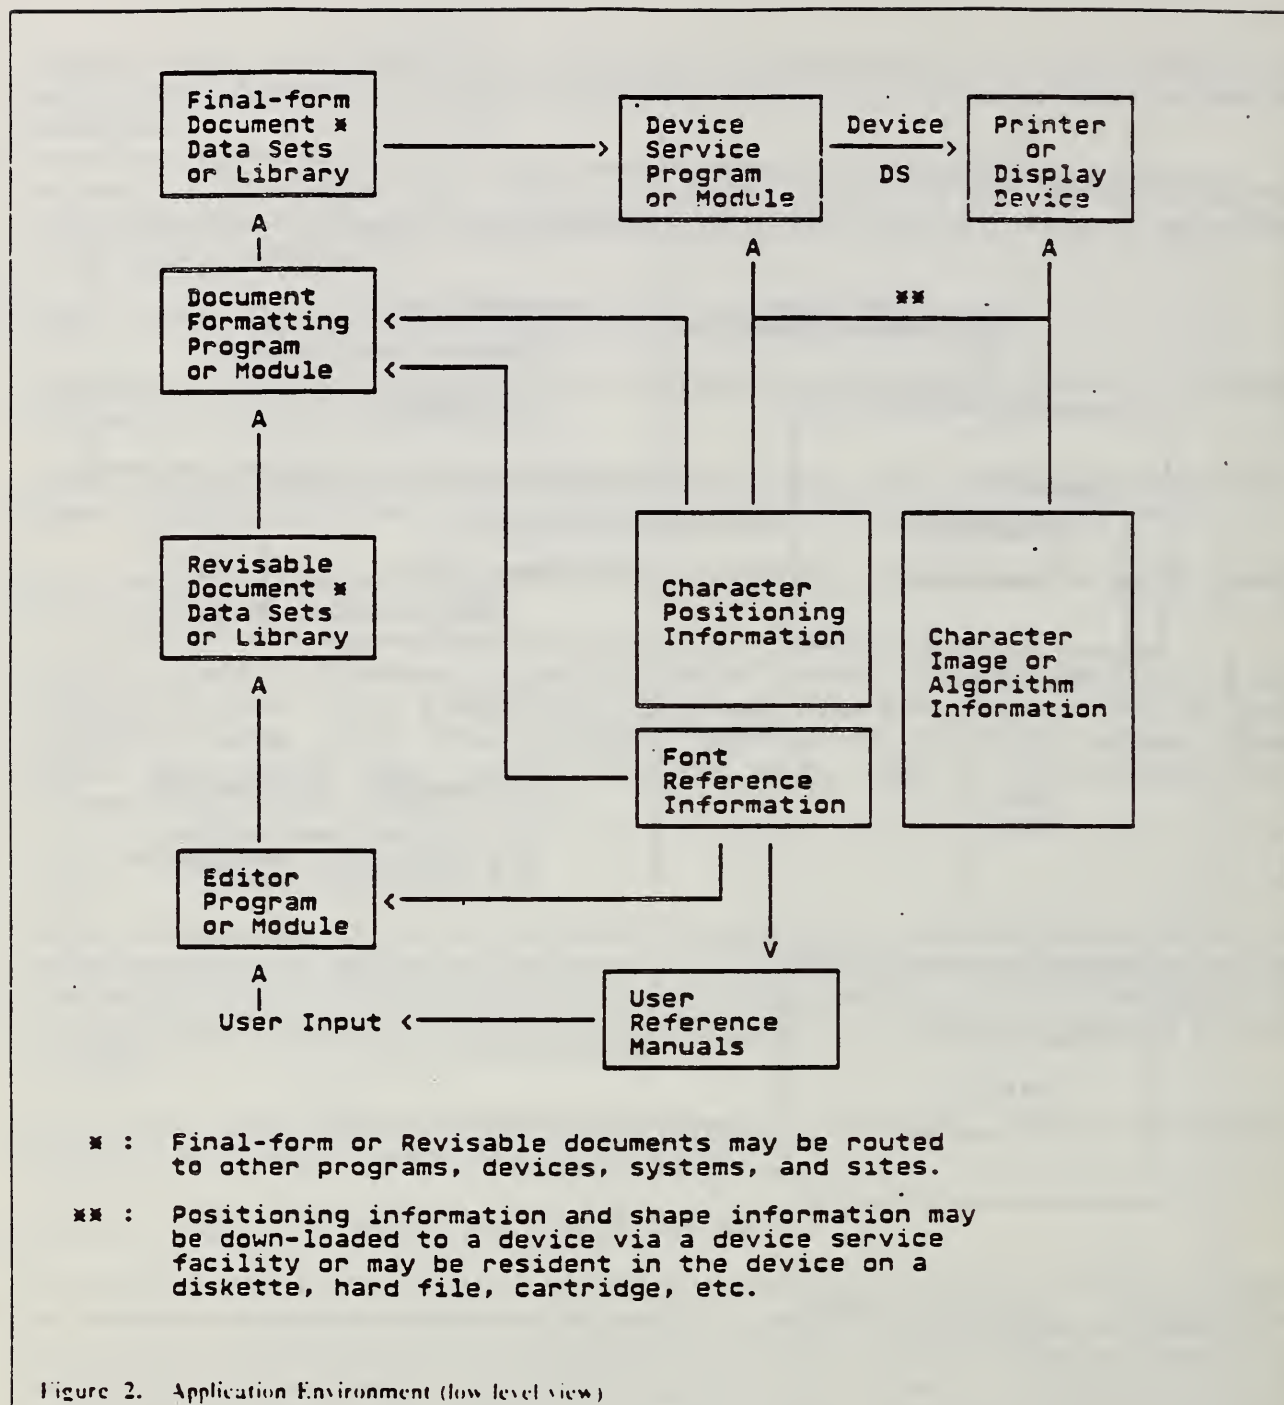 Final-form
Document *
Data Sets
or Library
Device
Service
Program
or Module
Device
DS
Printer
or
Display
Device
Document
Formatting
Program
or Module
**
Revisable
Document *
Data Sets
or Library
Character
Positioning
Information
Character
Image or
Algorithm
Information
Font
Reference
Information
Editor
Program
or Module
User Input
User
Reference
Manuals
* : Final-form or Revisable documents may be routed
to other programs, devices, systems, and sites.
** : Positioning information and shape information may
be down-loaded to a device via a device service
facility or may be resident in the device on a
diskette, hard file, cartridge, etc.
Figure 2. Application Environment (low level view)